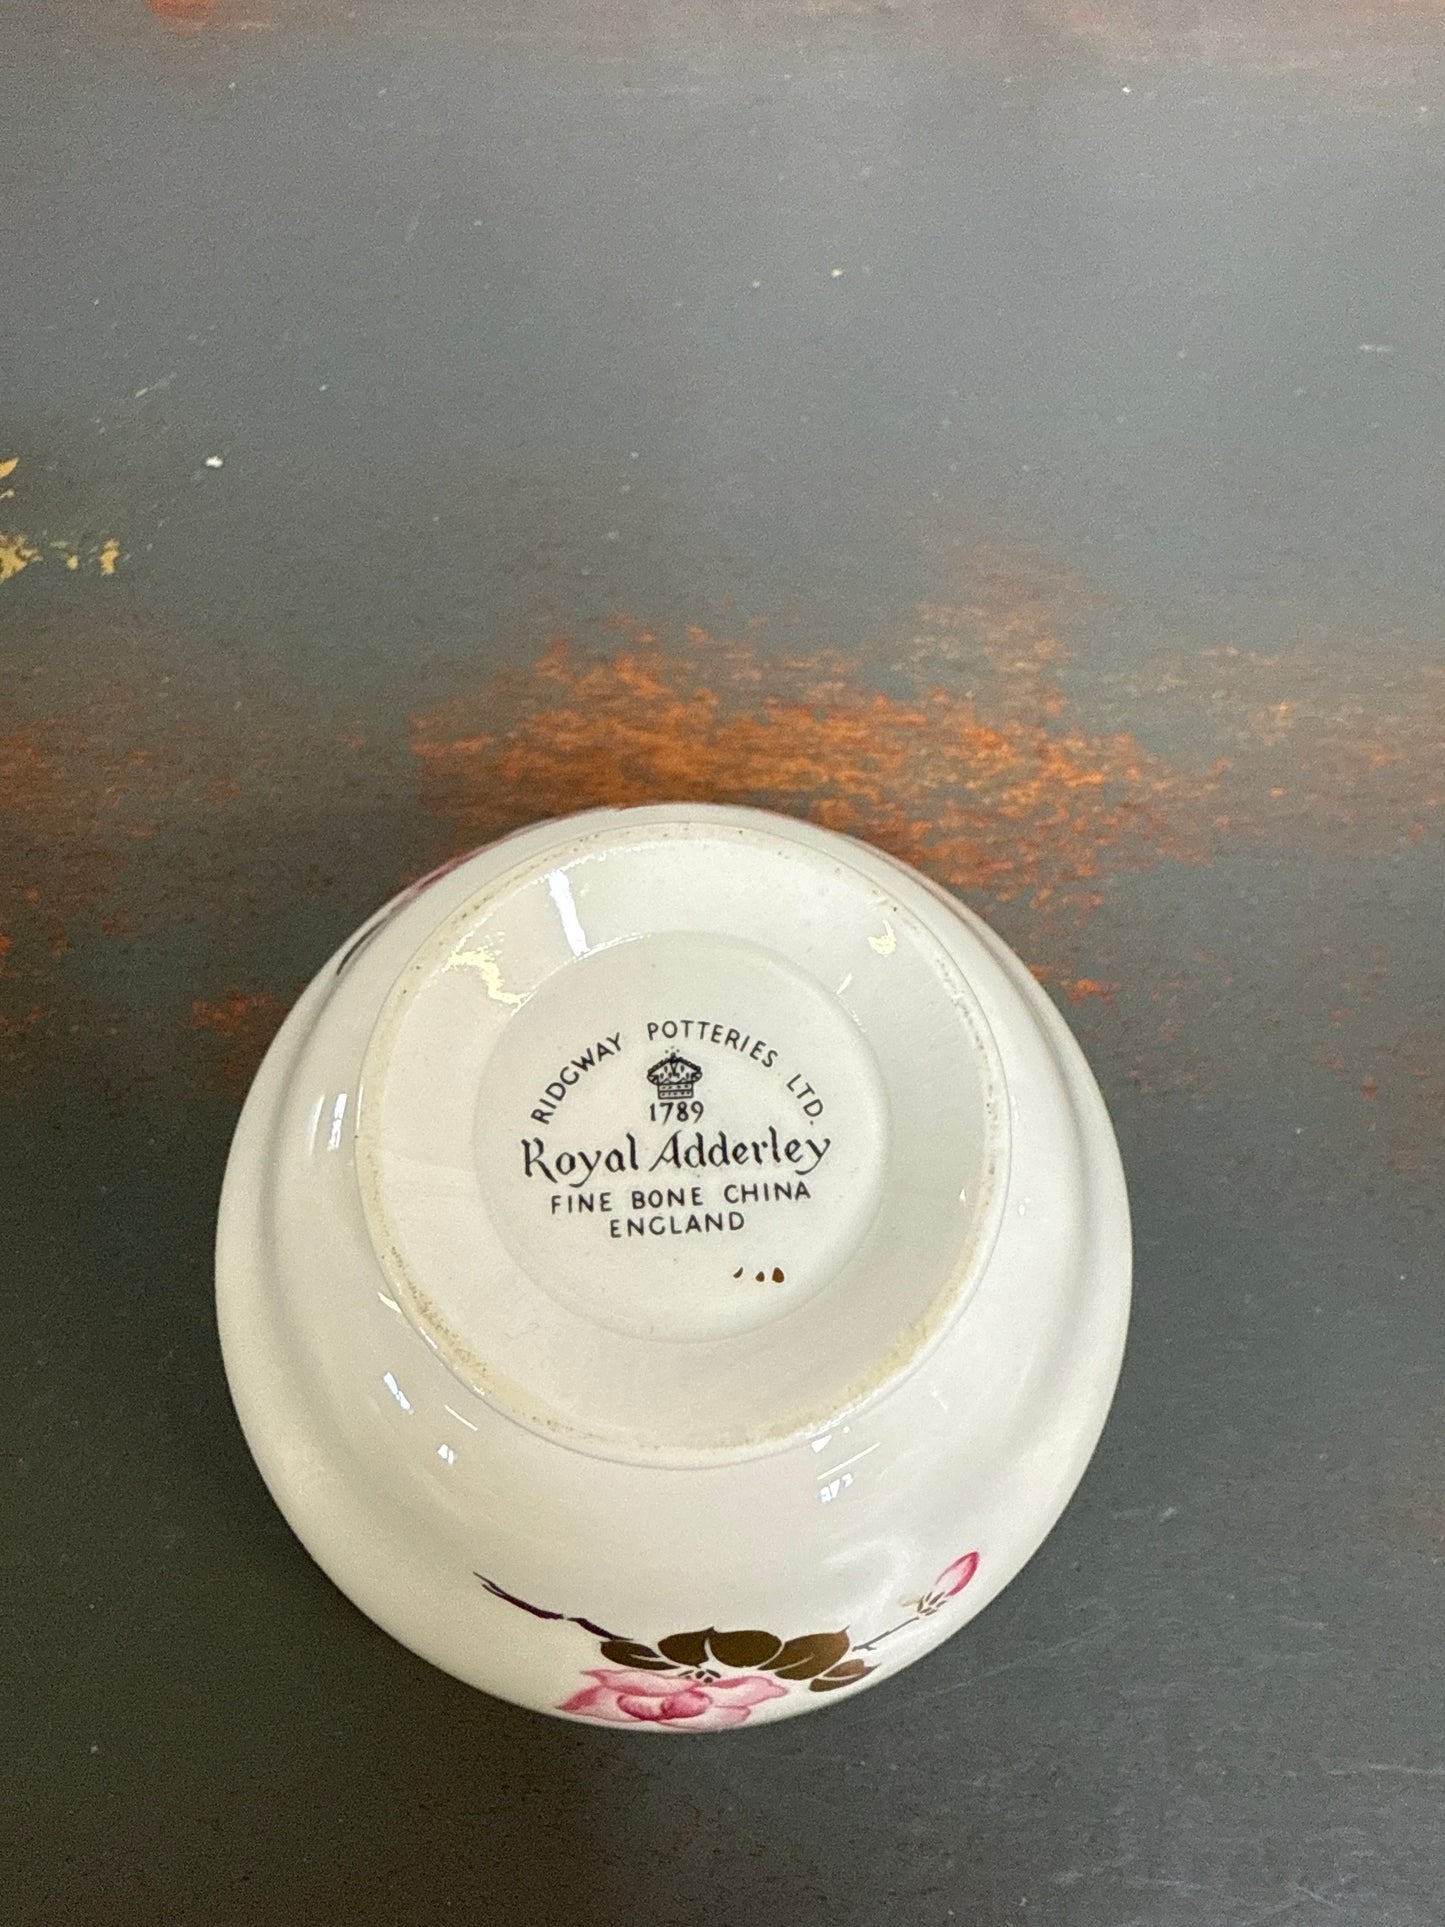 RIDGWAY POTTERIES LTD.
1789
Royal Adderley
FINE BONE CHINA
ENGLAND